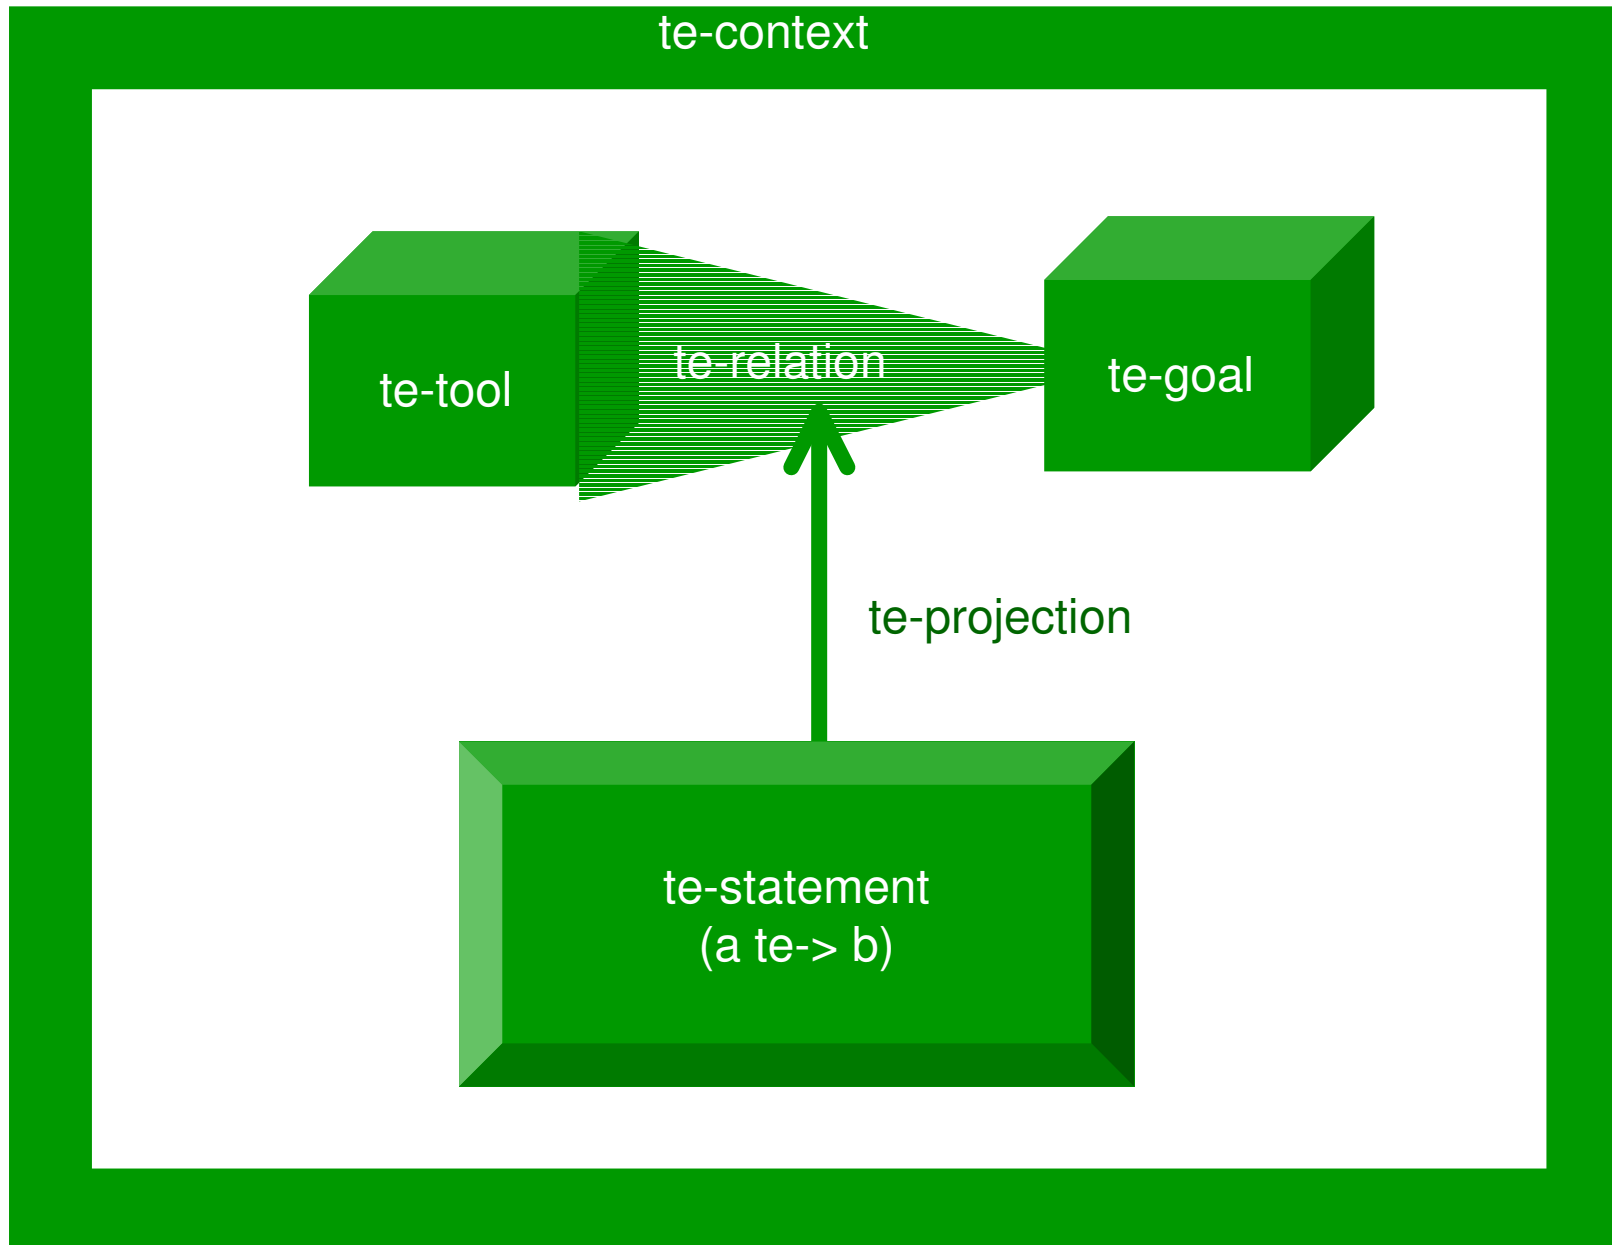 te-context
te-tool
te-relation
te-goal
te-projection
te-statement
(a te-> b)